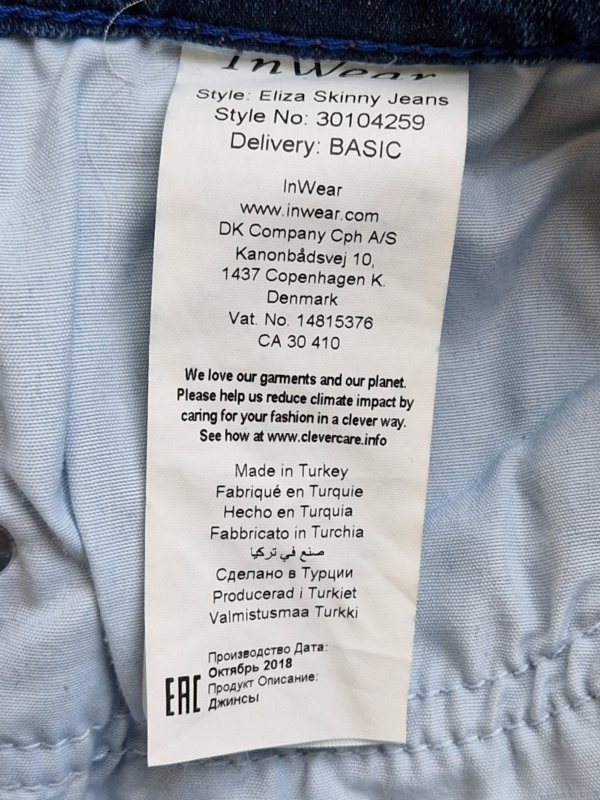 InWear
Style: Eliza Skinny Jeans
Style No: 30104259
Delivery: BASIC
InWear
www.inwear.com
DK Company Cph A/S
Kanonbådsvej 10,
1437 Copenhagen K.
Denmark
Vat. No. 14815376
CA 30 410
We love our garments and our planet.
Please help us reduce climate impact by
caring for your fashion in a clever way.
See how at www.clevercare.info
Made in Turkey
Fabriqué en Turquie
Hecho en Turquia
Fabbricato in Turchia
صنع في تركيا
Сделано в Турции
Producerad i Turkiet
Valmistusmaa Turkki
Производство Дата:
Октябрь 2018
Продукт Описание:
Джинсы
EAC